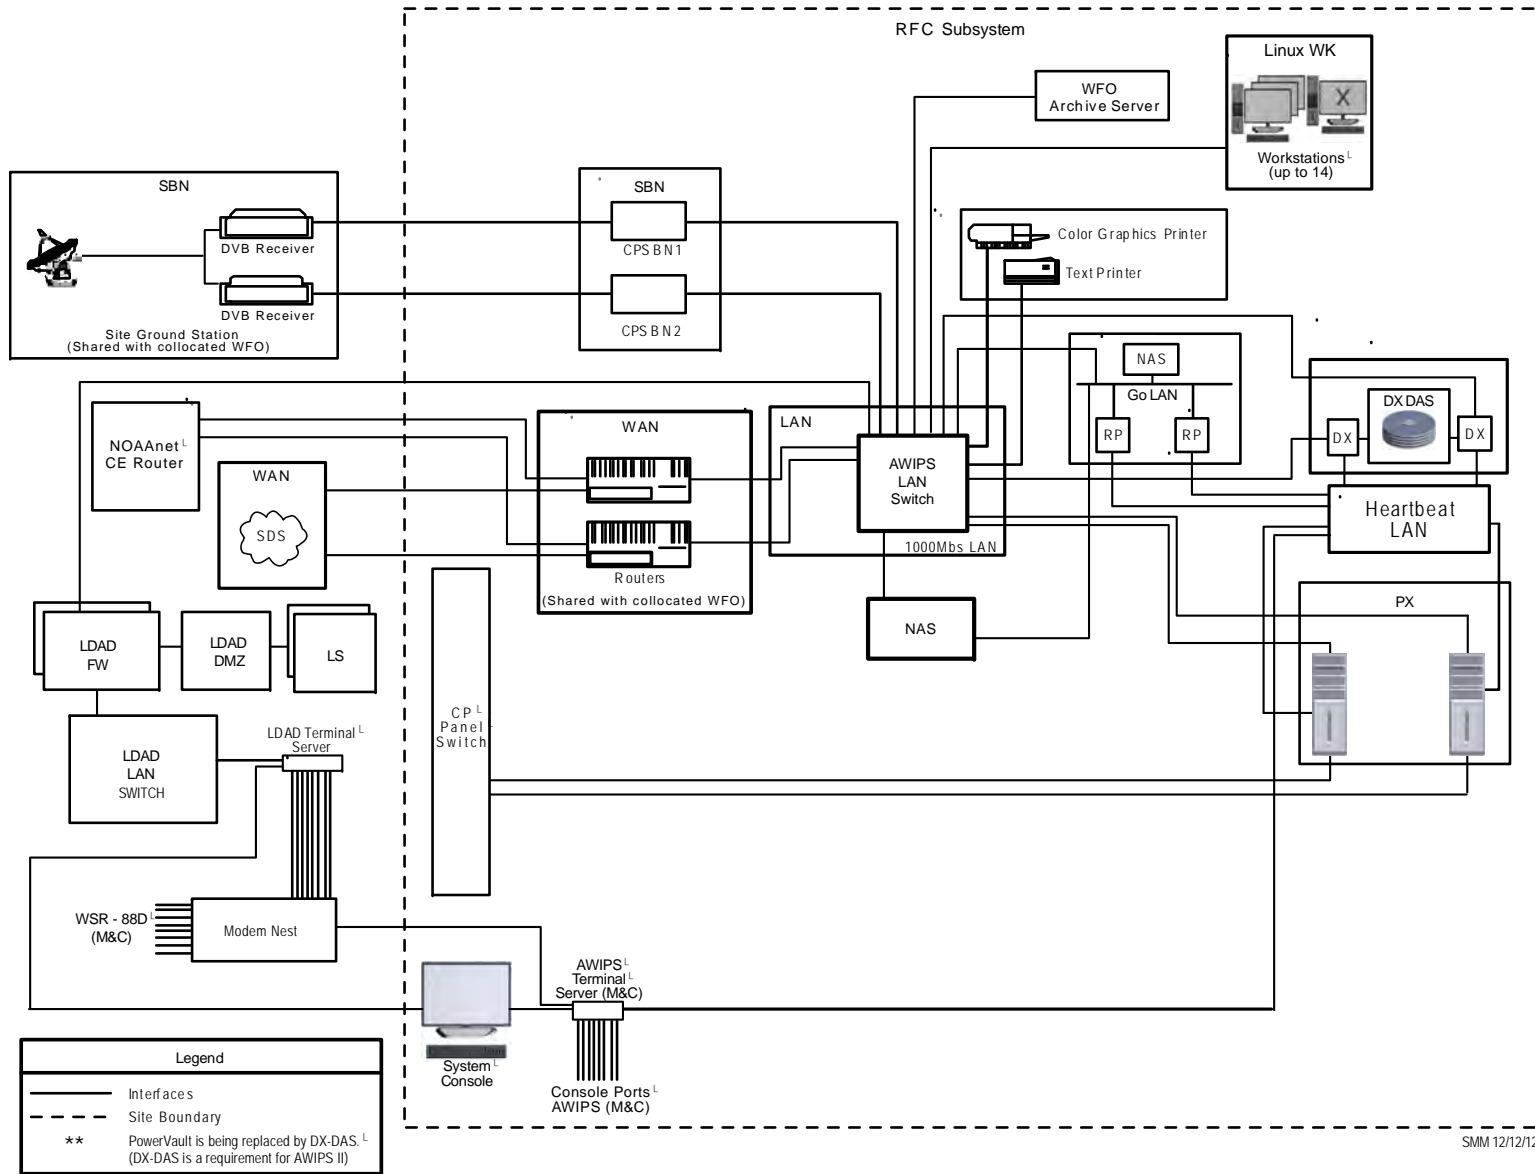 RFC Subsystem
Linux WK
Workstations └
(up to 14)
WFO
Archive Server
SBN
DVB Receiver
DVB Receiver
Site Ground Station
(Shared with collocated WFO)
SBN
CPSBN1
CPSBN2
Color Graphics Printer
Text Printer
NAS
Go LAN
RP
RP
DX DAS
DX
DX
NOAAnet └
CE Router
WAN
SDS
WAN
Routers
(Shared with collocated WFO)
LAN
AWIPS
LAN
Switch
1000Mbs LAN
Heartbeat
LAN
NAS
PX
LDAD
FW
LDAD
DMZ
LS
LDAD
LAN
SWITCH
LDAD Terminal └
Server
CP └
Panel └
Switch
WSR - 88D └
(M&C)
Modem Nest
System └
Console
AWIPS └
Terminal └
Server (M&C)
Console Ports └
AWIPS (M&C)
Legend
Interfaces
Site Boundary
** PowerVault is being replaced by DX-DAS. └
(DX-DAS is a requirement for AWIPS II)
X
SMM 12/12/12